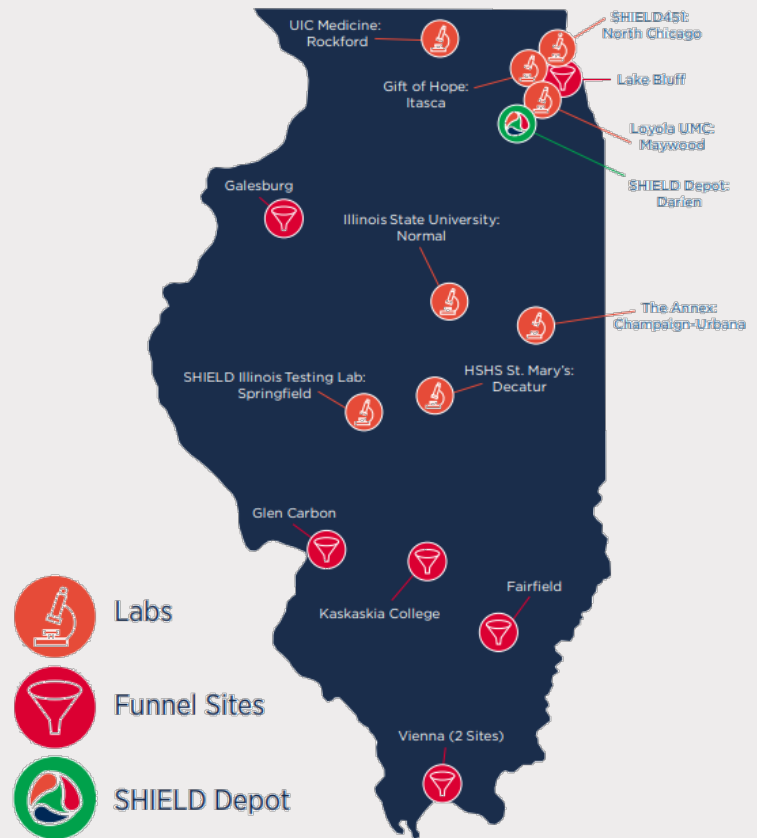 UIC Medicine:
Rockford
SHIELD451:
North Chicago
Gift of Hope:
Itasca
Lake Bluff
Loyola UMC:
Maywood
SHIELD Depot:
Darien
Galesburg
Illinois State University:
Normal
The Annex:
Champaign-Urbana
SHIELD Illinois Testing Lab:
Springfield
HSHS St. Mary's:
Decatur
Glen Carbon
Kaskaskia College
Fairfield
Vienna (2 Sites)
Labs
Funnel Sites
SHIELD Depot